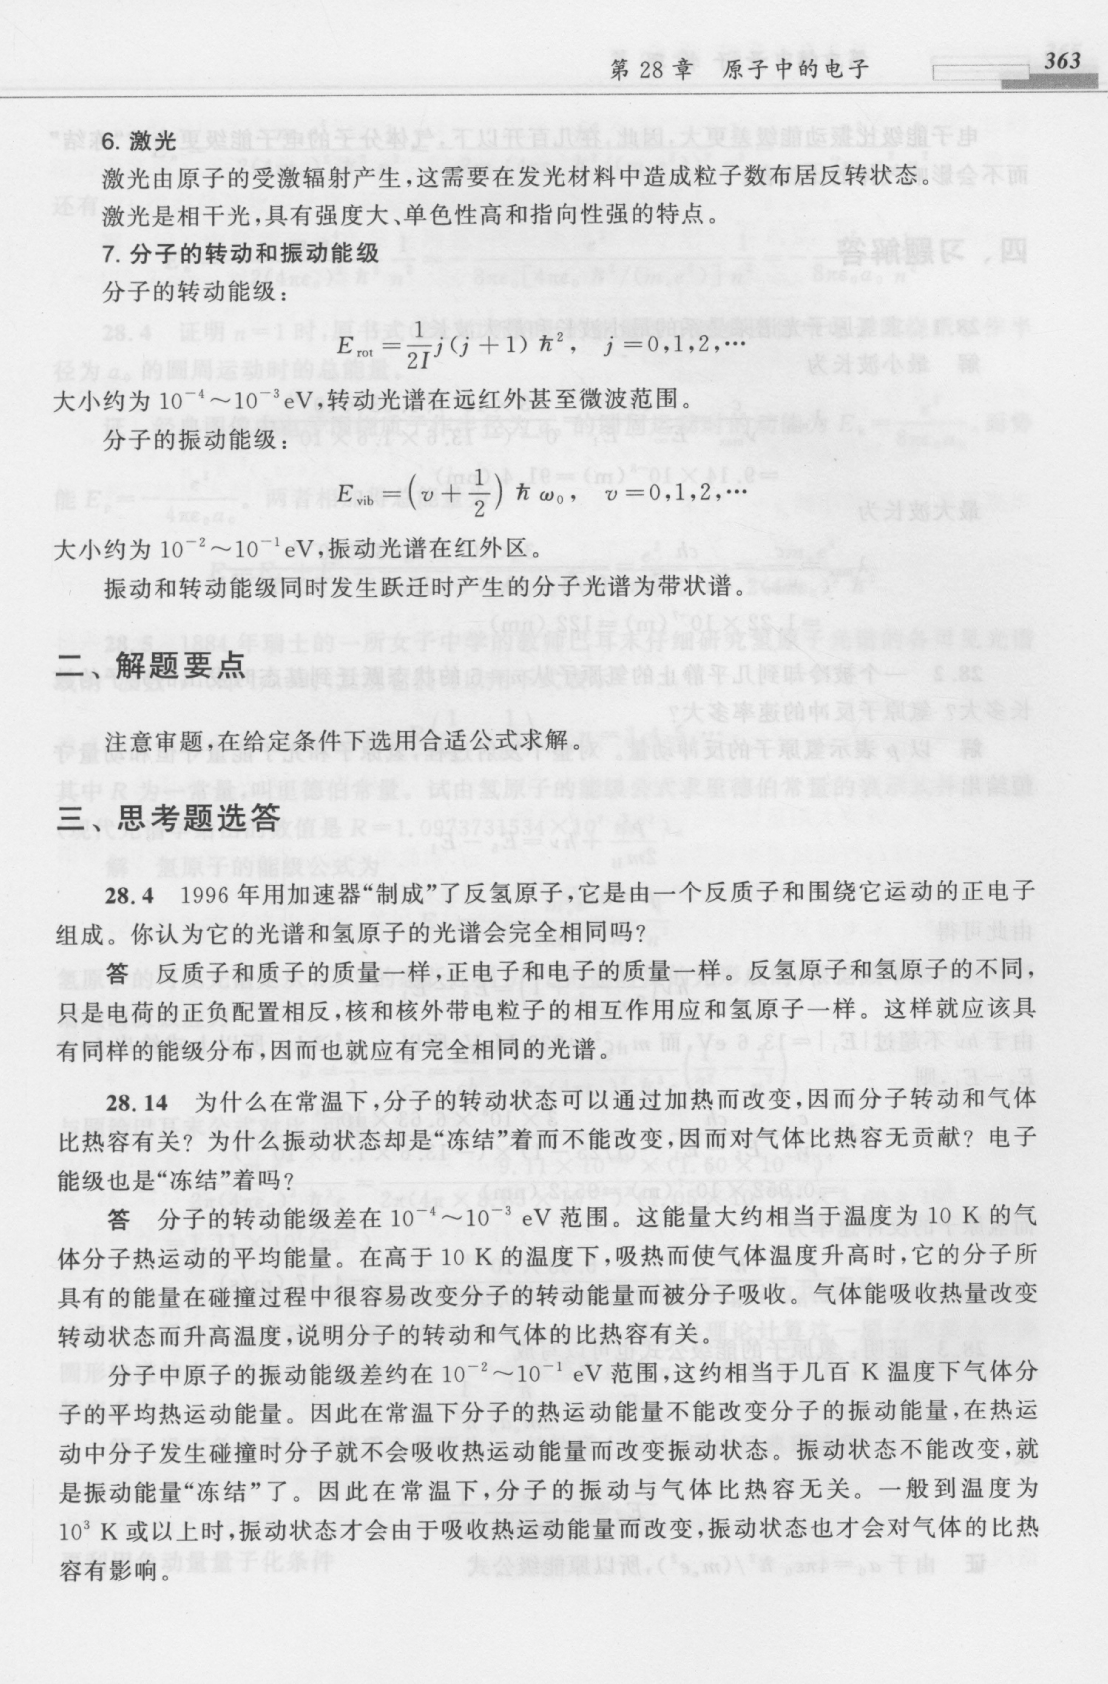 第 28 章　原子中的电子
363
6. 激光
激光由原子的受激辐射产生,这需要在发光材料中造成粒子数布居反转状态。
激光是相干光,具有强度大、单色性高和指向性强的特点。
7. 分子的转动和振动能级
分子的转动能级:
E_rot = \frac{1}{2I} j(j+1) ħ², j=0,1,2,⋯
大小约为 10⁻⁴～10⁻³eV,转动光谱在远红外甚至微波范围。
分子的振动能级:
E_vib = (v + \frac{1}{2}) ħ ω₀, v=0,1,2,⋯
大小约为 10⁻²～10⁻¹eV,振动光谱在红外区。
振动和转动能级同时发生跃迁时产生的分子光谱为带状谱。
二、解题要点
注意审题,在给定条件下选用合适公式求解。
三、思考题选答
28.4　1996 年用加速器“制成”了反氢原子,它是由一个反质子和围绕它运动的正电子
组成。你认为它的光谱和氢原子的光谱会完全相同吗?
答　反质子和质子的质量一样,正电子和电子的质量一样。反氢原子和氢原子的不同,
只是电荷的正负配置相反,核和核外带电粒子的相互作用应和氢原子一样。这样就应该具
有同样的能级分布,因而也就应有完全相同的光谱。
28.14　为什么在常温下,分子的转动状态可以通过加热而改变,因而分子转动和气体
比热容有关? 为什么振动状态却是“冻结”着而不能改变,因而对气体比热容无贡献? 电子
能级也是“冻结”着吗?
答　分子的转动能级差在 10⁻⁴～10⁻³ eV 范围。这能量大约相当于温度为 10 K 的气
体分子热运动的平均能量。在高于 10 K 的温度下,吸热而使气体温度升高时,它的分子所
具有的能量在碰撞过程中很容易改变分子的转动能量而被分子吸收。气体能吸收热量改变
转动状态而升高温度,说明分子的转动和气体的比热容有关。
分子中原子的振动能级差约在 10⁻²～10⁻¹ eV 范围,这约相当于几百 K 温度下气体分
子的平均热运动能量。因此在常温下分子的热运动能量不能改变分子的振动能量,在热运
动中分子发生碰撞时分子就不会吸收热运动能量而改变振动状态。振动状态不能改变,就
是振动能量“冻结”了。因此在常温下,分子的振动与气体比热容无关。一般到温度为
10³ K 或以上时,振动状态才会由于吸收热运动能量而改变,振动状态也才会对气体的比热
容有影响。